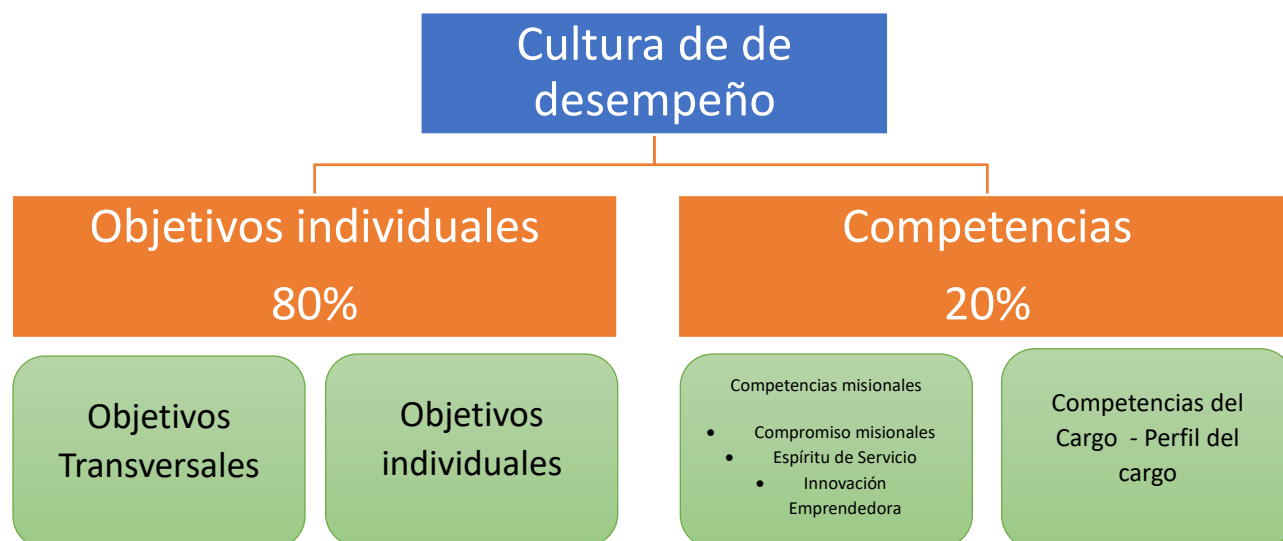 Cultura de de
desempeño
Objetivos individuales
80%
Competencias
20%
Objetivos
Transversales
Objetivos
individuales
Competencias misionales
• Compromiso misionales
• Espíritu de Servicio
• Innovación
Emprendedora
Competencias del
Cargo - Perfil del
cargo